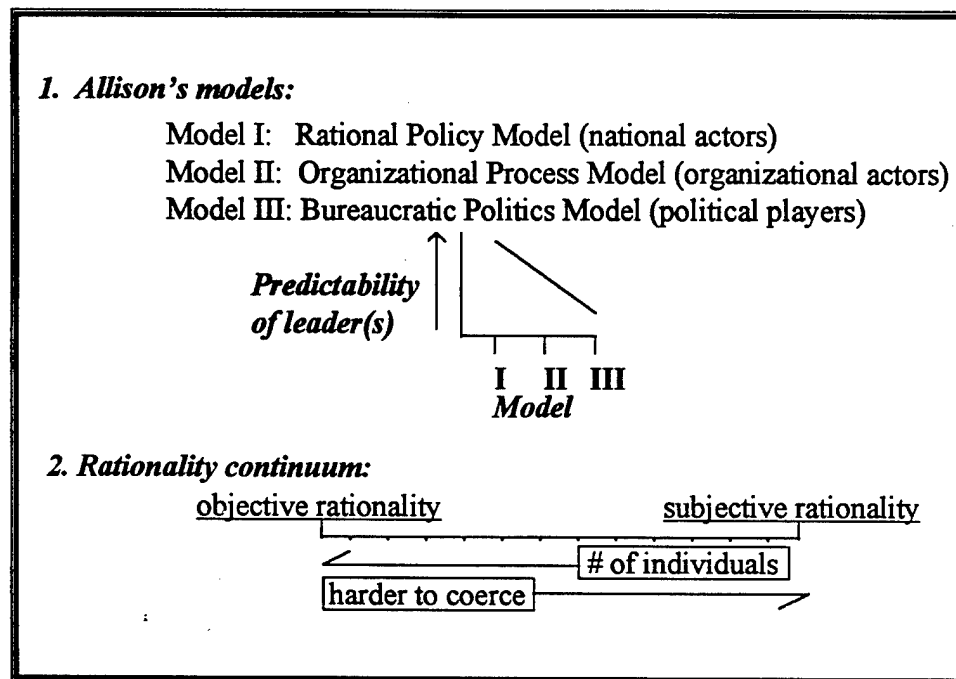 1. Allison's models:
Model I: Rational Policy Model (national actors)
Model II: Organizational Process Model (organizational actors)
Model III: Bureaucratic Politics Model (political players)
Predictability
of leader(s)
I II III
Model
2. Rationality continuum:
objective rationality subjective rationality
# of individuals
harder to coerce